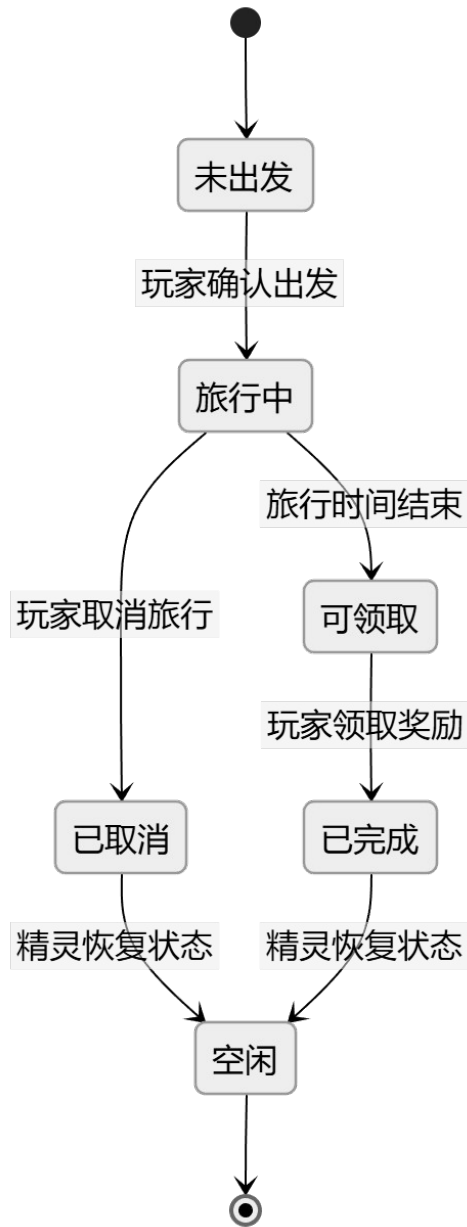 未出发
玩家确认出发
旅行中
旅行时间结束
玩家取消旅行
可领取
玩家领取奖励
已取消
已完成
精灵恢复状态
精灵恢复状态
空闲